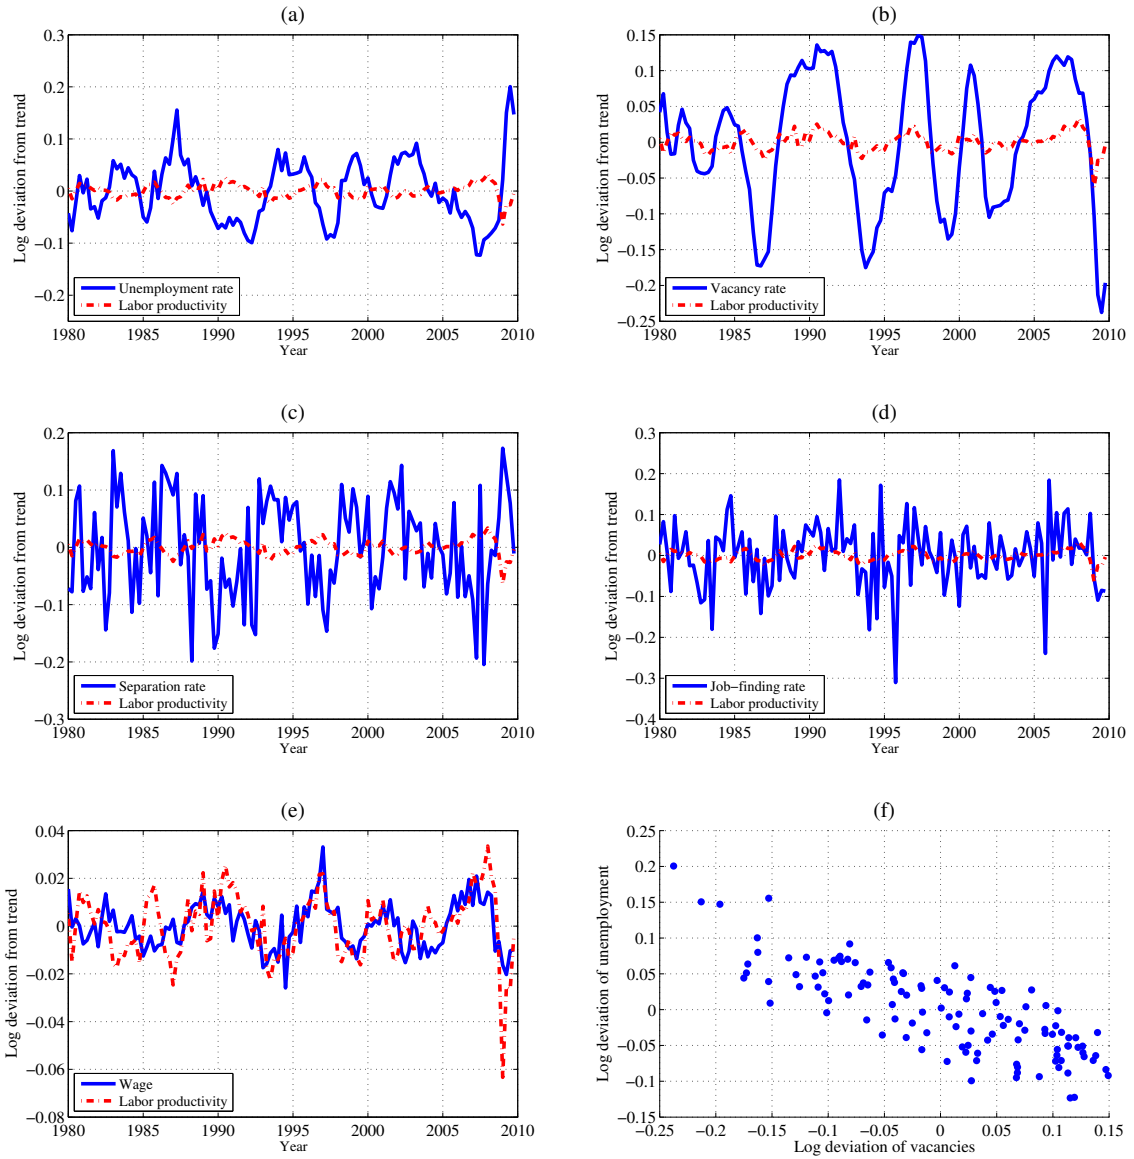 (a)
0.3
0.2
0.1
0
−0.1
−0.2
Log deviation from trend
Unemployment rate
Labor productivity
1980 1985 1990 1995 2000 2005 2010
Year
(b)
0.15
0.1
0.05
0
−0.05
−0.1
−0.15
−0.2
−0.25
Log deviation from trend
Vacancy rate
Labor productivity
1980 1985 1990 1995 2000 2005 2010
Year
(c)
0.2
0.1
0
−0.1
−0.2
−0.3
Log deviation from trend
Separation rate
Labor productivity
1980 1985 1990 1995 2000 2005 2010
Year
(d)
0.3
0.2
0.1
0
−0.1
−0.2
−0.3
−0.4
Log deviation from trend
Job−finding rate
Labor productivity
1980 1985 1990 1995 2000 2005 2010
Year
(e)
0.04
0.02
0
−0.02
−0.04
−0.06
−0.08
Log deviation from trend
Wage
Labor productivity
1980 1985 1990 1995 2000 2005 2010
Year
(f)
0.25
0.2
0.15
0.1
0.05
0
−0.05
−0.1
−0.15
Log deviation of unemployment
−0.25 −0.2 −0.15 −0.1 −0.05 0 0.05 0.1 0.15
Log deviation of vacancies